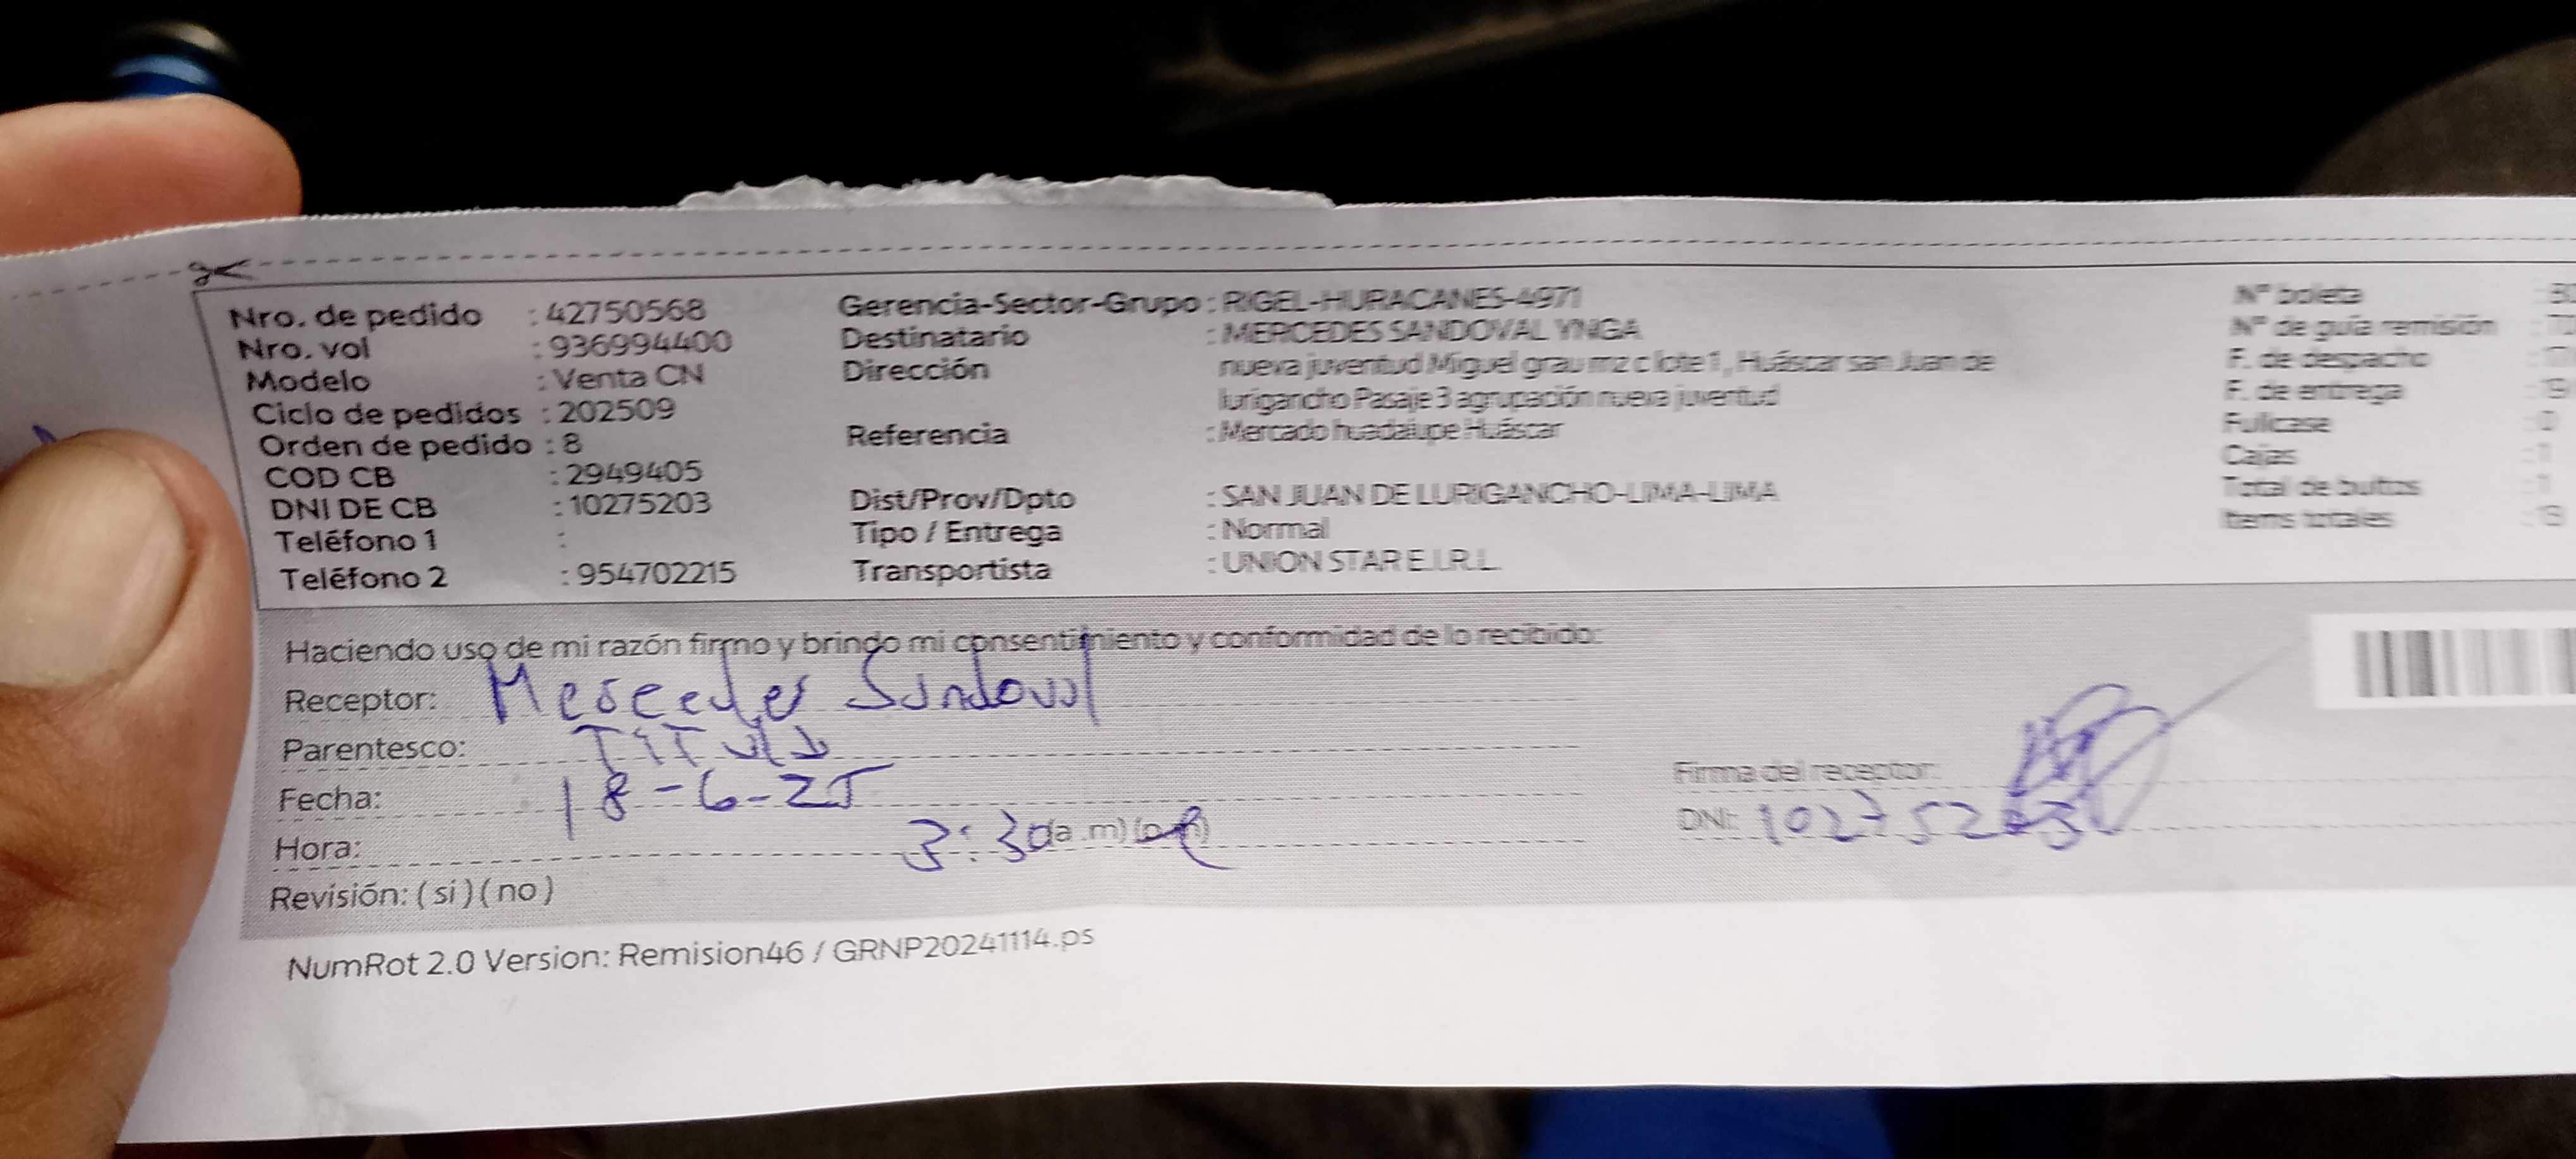 Nro. de pedido : 42750568 Gerencia-Sector-Grupo : RIGEL-HURACANES-4971 N° boleta
Nro. vol : 936994400 Destinatario : MERCEDES SANDOVAL YNGA N° de guía remisión
Modelo : Venta CN Dirección nueva juventud Miguel grau mz c lote 1, Huáscar san Juan de F. de despacho
Ciclo de pedidos : 202509 lurigancho Pasaje 3 agrupación nueva juventud F. de entrega : 19
Orden de pedido : 8 Referencia : Mercado huadalupe Huáscar Fullcase : 0
COD CB : 2949405 Cajas : 1
DNI DE CB : 10275203 Dist/Prov/Dpto : SAN JUAN DE LURIGANCHO-LIMA-LIMA Total de bultos : 1
Teléfono 1 : Tipo / Entrega : Normal Items totales
Teléfono 2 : 954702215 Transportista : UNION STAR E.I.R.L.
Haciendo uso de mi razón firmo y brindo mi consentimiento y conformidad de lo recibido:
Receptor: Mercedes Sandoval
Parentesco:
Fecha: 18-6-25 Firma del receptor:
Hora: 3:30 (a.m) (p.m) DNI: 10275203
Revisión: ( si ) ( no )
NumRot 2.0 Version: Remision46 / GRNP20241114.ps